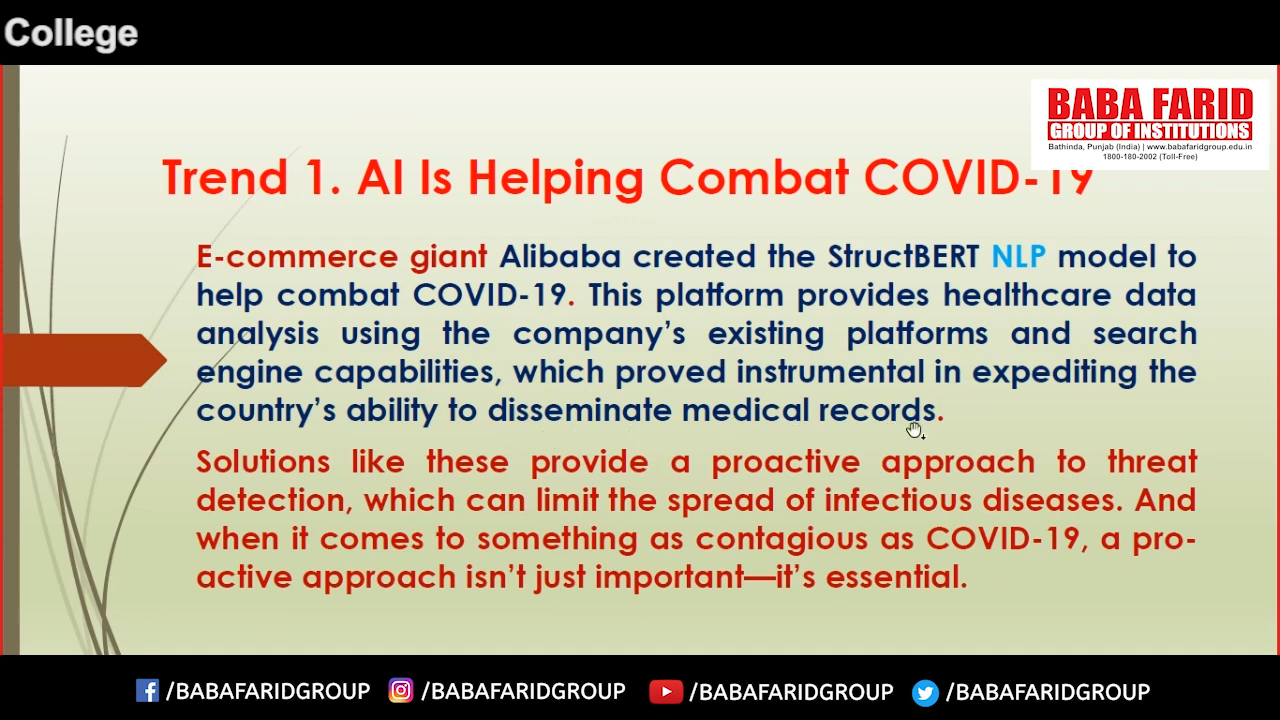 College
BABA FARID
GROUP OF INSTITUTIONS
Bathinda, Punjab (India) | www.babafaridgroup.edu.in
1800-180-2002 (Toll-Free)
Trend 1. AI Is Helping Combat COVID-19
E-commerce giant Alibaba created the StructBERT NLP model to
help combat COVID-19. This platform provides healthcare data
analysis using the company’s existing platforms and search
engine capabilities, which proved instrumental in expediting the
country’s ability to disseminate medical records.
Solutions like these provide a proactive approach to threat
detection, which can limit the spread of infectious diseases. And
when it comes to something as contagious as COVID-19, a pro-
active approach isn’t just important—it’s essential.
/BABAFARIDGROUP /BABAFARIDGROUP /BABAFARIDGROUP /BABAFARIDGROUP